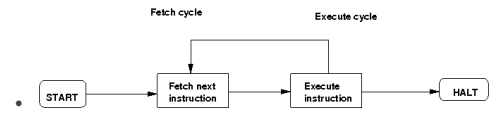 Fetch cycle
Execute cycle
START
Fetch next
instruction
Execute
instruction
HALT